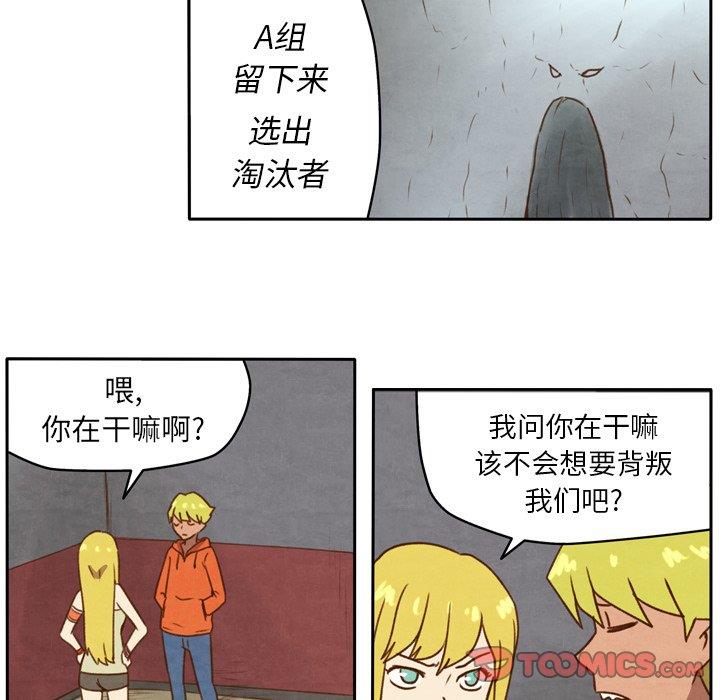 A组
留下来
选出
淘汰者
喂,
你在干嘛啊?
我问你在干嘛
该不会想要背叛
我们吧?
TOOMICS.com